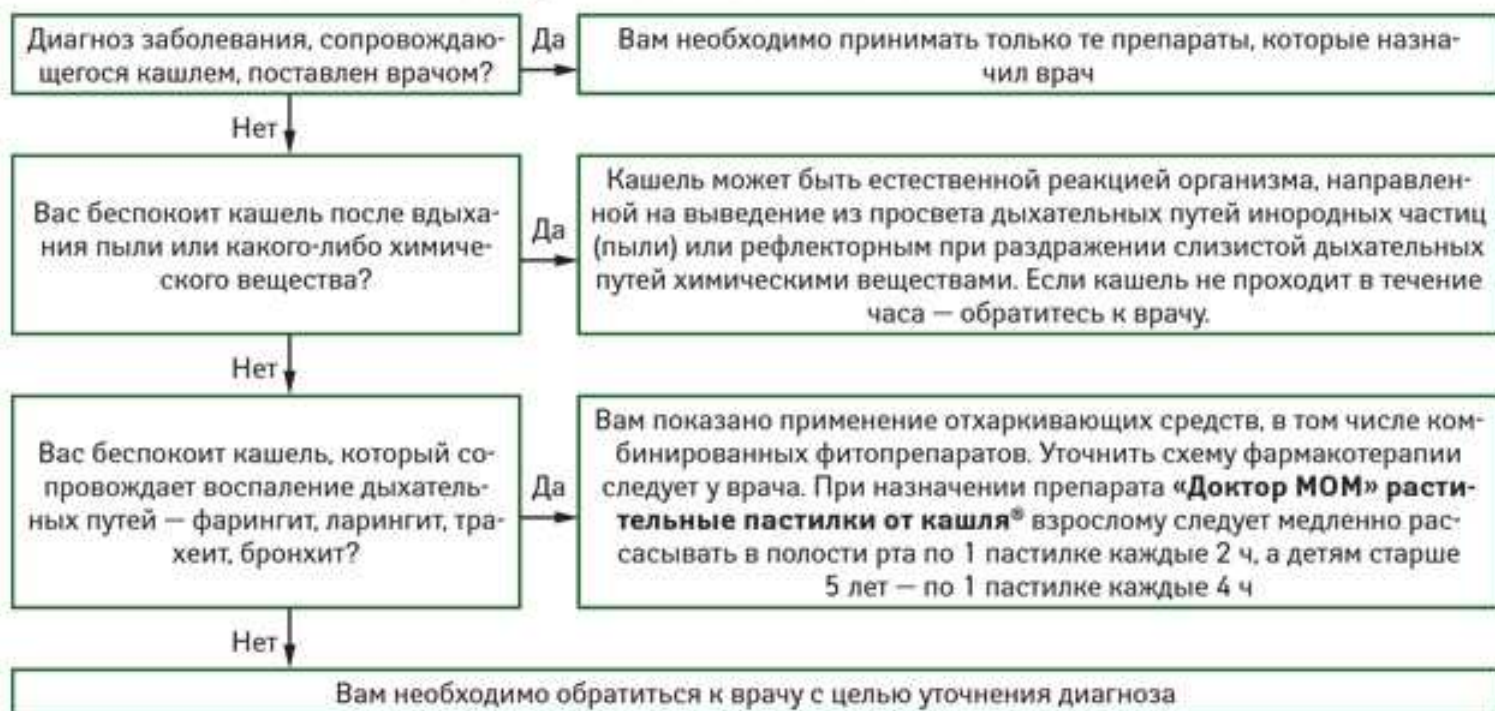 Диагноз заболевания, сопровождаю-
щегося кашлем, поставлен врачом?
Да
Вам необходимо принимать только те препараты, которые назна-
чил врач
Нет
Вас беспокоит кашель после вдыха-
ния пыли или какого-либо химиче-
ского вещества?
Да
Кашель может быть естественной реакцией организма, направлен-
ной на выведение из просвета дыхательных путей инородных частиц
(пыли) или рефлекторным при раздражении слизистой дыхательных
путей химическими веществами. Если кашель не проходит в течение
часа — обратитесь к врачу.
Нет
Вас беспокоит кашель, который со-
провождает воспаление дыхатель-
ных путей — фарингит, ларингит, тра-
хеит, бронхит?
Да
Вам показано применение отхаркивающих средств, в том числе ком-
бинированных фитопрепаратов. Уточнить схему фармакотерапии
следует у врача. При назначении препарата «Доктор МОМ» расти-
тельные пастилки от кашля® взрослому следует медленно рас-
сасывать в полости рта по 1 пастилке каждые 2 ч, а детям старше
5 лет — по 1 пастилке каждые 4 ч
Нет
Вам необходимо обратиться к врачу с целью уточнения диагноза